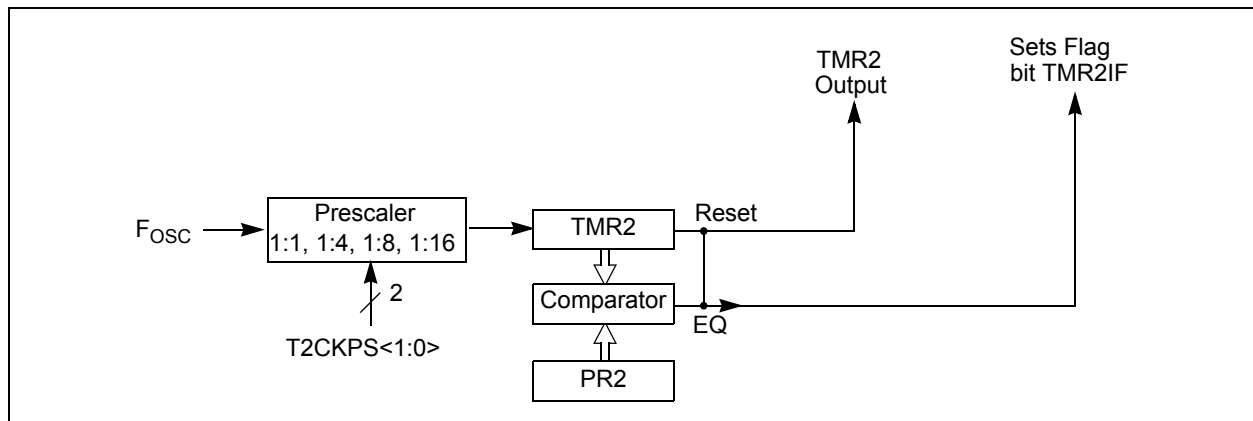 TMR2
Output
Sets Flag
bit TMR2IF
FOSC
Prescaler
1:1, 1:4, 1:8, 1:16
2
T2CKPS<1:0>
TMR2
Reset
Comparator
EQ
PR2